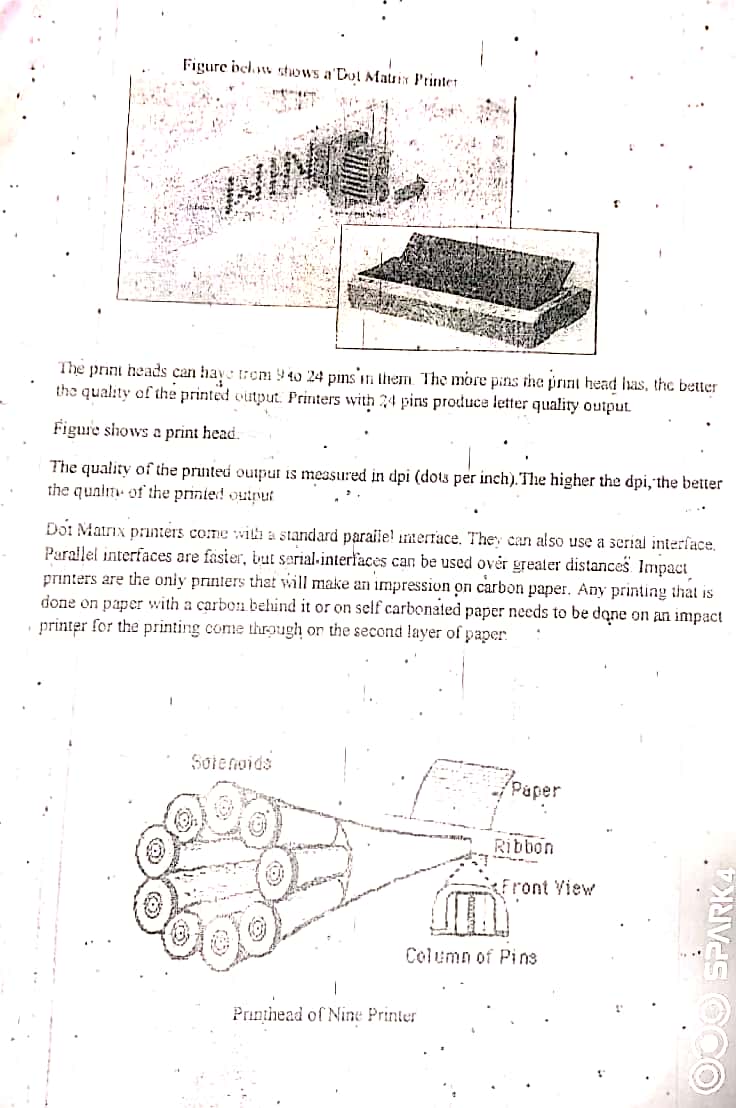 Figure below shows a Dot Matrix Printer
WIN
The print heads can have from 9 to 24 pins in them. The more pins the print head has, the better
the quality of the printed output. Printers with 24 pins produce letter quality output.
Figure shows a print head.
The quality of the printed output is measured in dpi (dots per inch).The higher the dpi, the better
the quality of the printed output
Dot Matrix printers come with a standard parallel interface. They can also use a serial interface.
Parallel interfaces are faster, but serial interfaces can be used over greater distances. Impact
printers are the only printers that will make an impression on carbon paper. Any printing that is
done on paper with a carbon behind it or on self carbonated paper needs to be done on an impact
printer for the printing come through on the second layer of paper.
Solenoids
Paper
Ribbon
Front View
Column of Pins
Printhead of Nine Printer
SPARK4